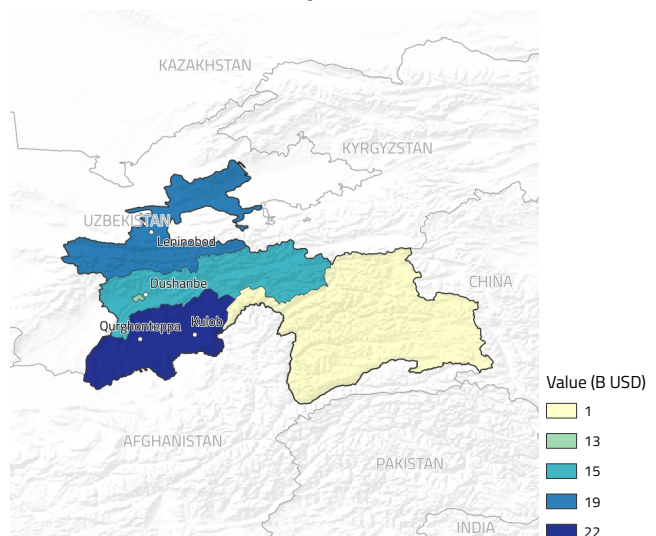 KAZAKHSTAN
KYRGYZSTAN
UZBEKISTAN
Leninobod
Dushanbe
CHINA
Qurghonteppa
Kulob
Value (B USD)
1
13
AFGHANISTAN
PAKISTAN
15
19
INDIA
22